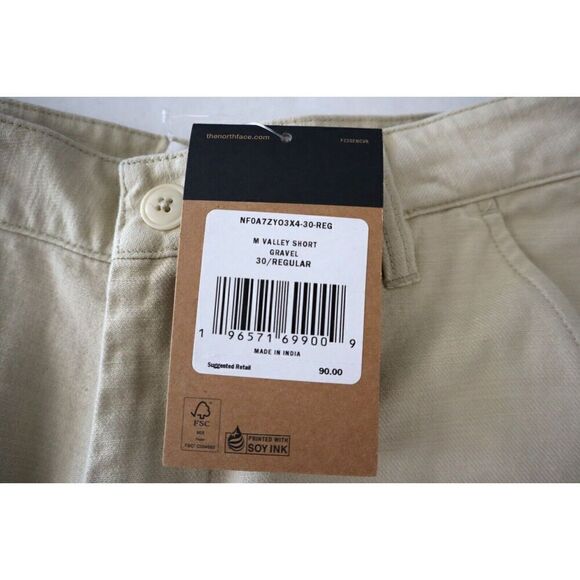 thenorthface.com
NF0A7ZYO3X4-30-REG
M VALLEY SHORT
GRAVEL
30/REGULAR
1 96571 69900 9
MADE IN INDIA
Suggested Retail 90.00
FSC
MIX
PRINTED WITH
SOY INK